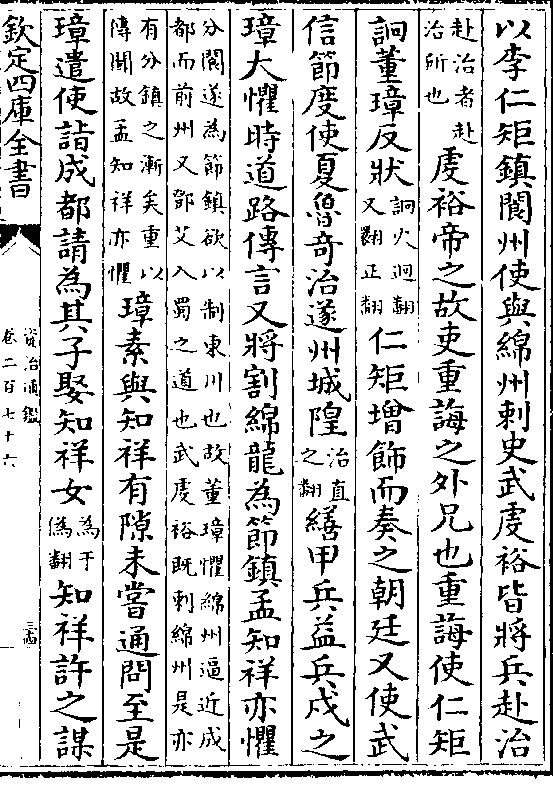 以李仁矩鎮閬州使與綿州刺史武虔裕皆將兵赴治
赴治者赴
治所也
虔裕帝之故吏重誨之外兄也重誨使仁矩
詗董璋反狀
詗火迥翻
又翾正翻
仁矩增飾而奏之朝廷又使武
信節度使夏魯奇治遂州城隍
治直
之翻
繕甲兵益兵戍之
璋大懼時道路傳言又將割綿龍為節鎮孟知祥亦懼
分閬遂為節鎮欲以制東川也故董璋懼綿州逼近成
都而前州又鄧艾入蜀之道也武虔裕既刺綿州是亦
有分鎮之漸矣重以
傳聞故孟知祥亦懼
璋素與知祥有隙未嘗通問至是
璋遣使詣成都請為其子娶知祥女
為于
偽翻
知祥許之謀
欽定四庫全書
資治通鑑
卷二百七十六